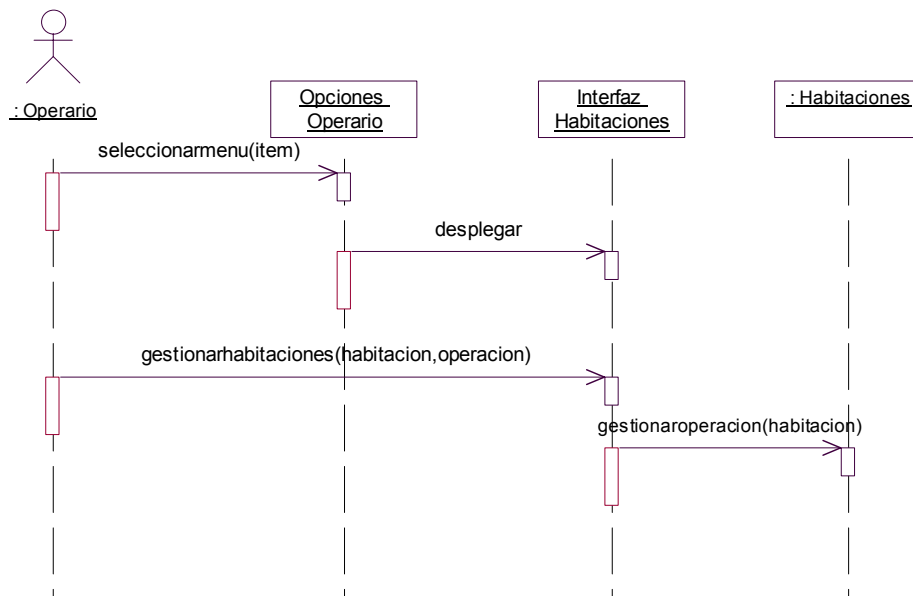 : Operario
Opciones
Operario
Interfaz
Habitaciones
: Habitaciones
seleccionarmenu(item)
desplegar
gestionarhabitaciones(habitacion,operacion)
gestionaroperacion(habitacion)